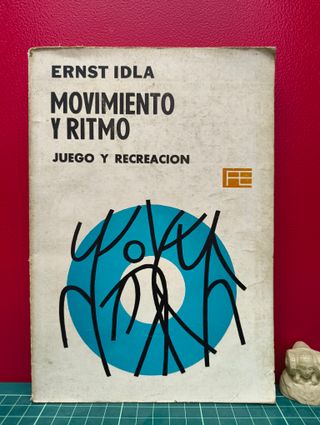 ERNST IDLA
MOVIMIENTO
Y RITMO
JUEGO Y RECREACION
FE